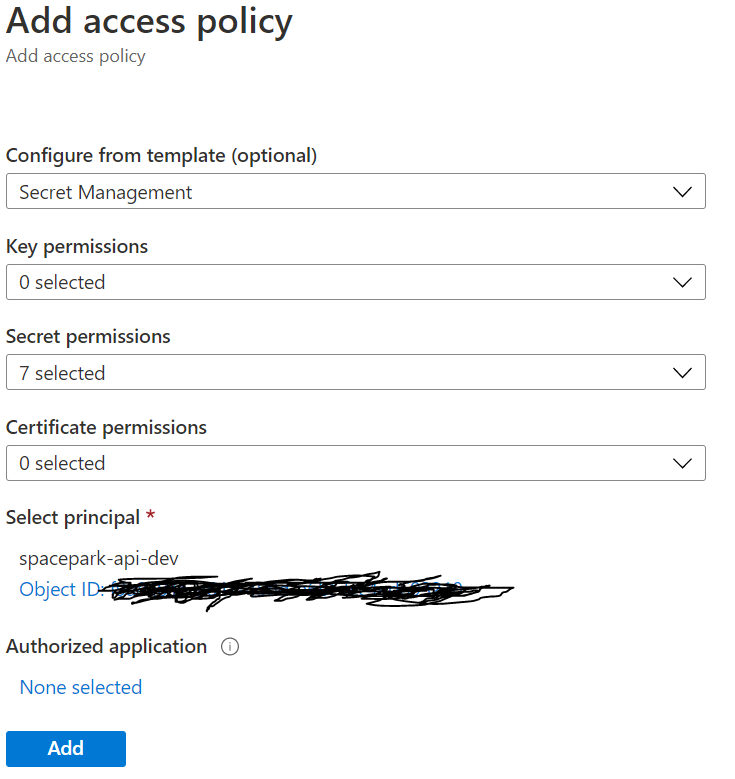 Add access policy
Add access policy
Configure from template (optional)
Secret Management
Key permissions
0 selected
Secret permissions
7 selected
Certificate permissions
0 selected
Select principal *
spacepark-api-dev
Object ID:
Authorized application
None selected
Add